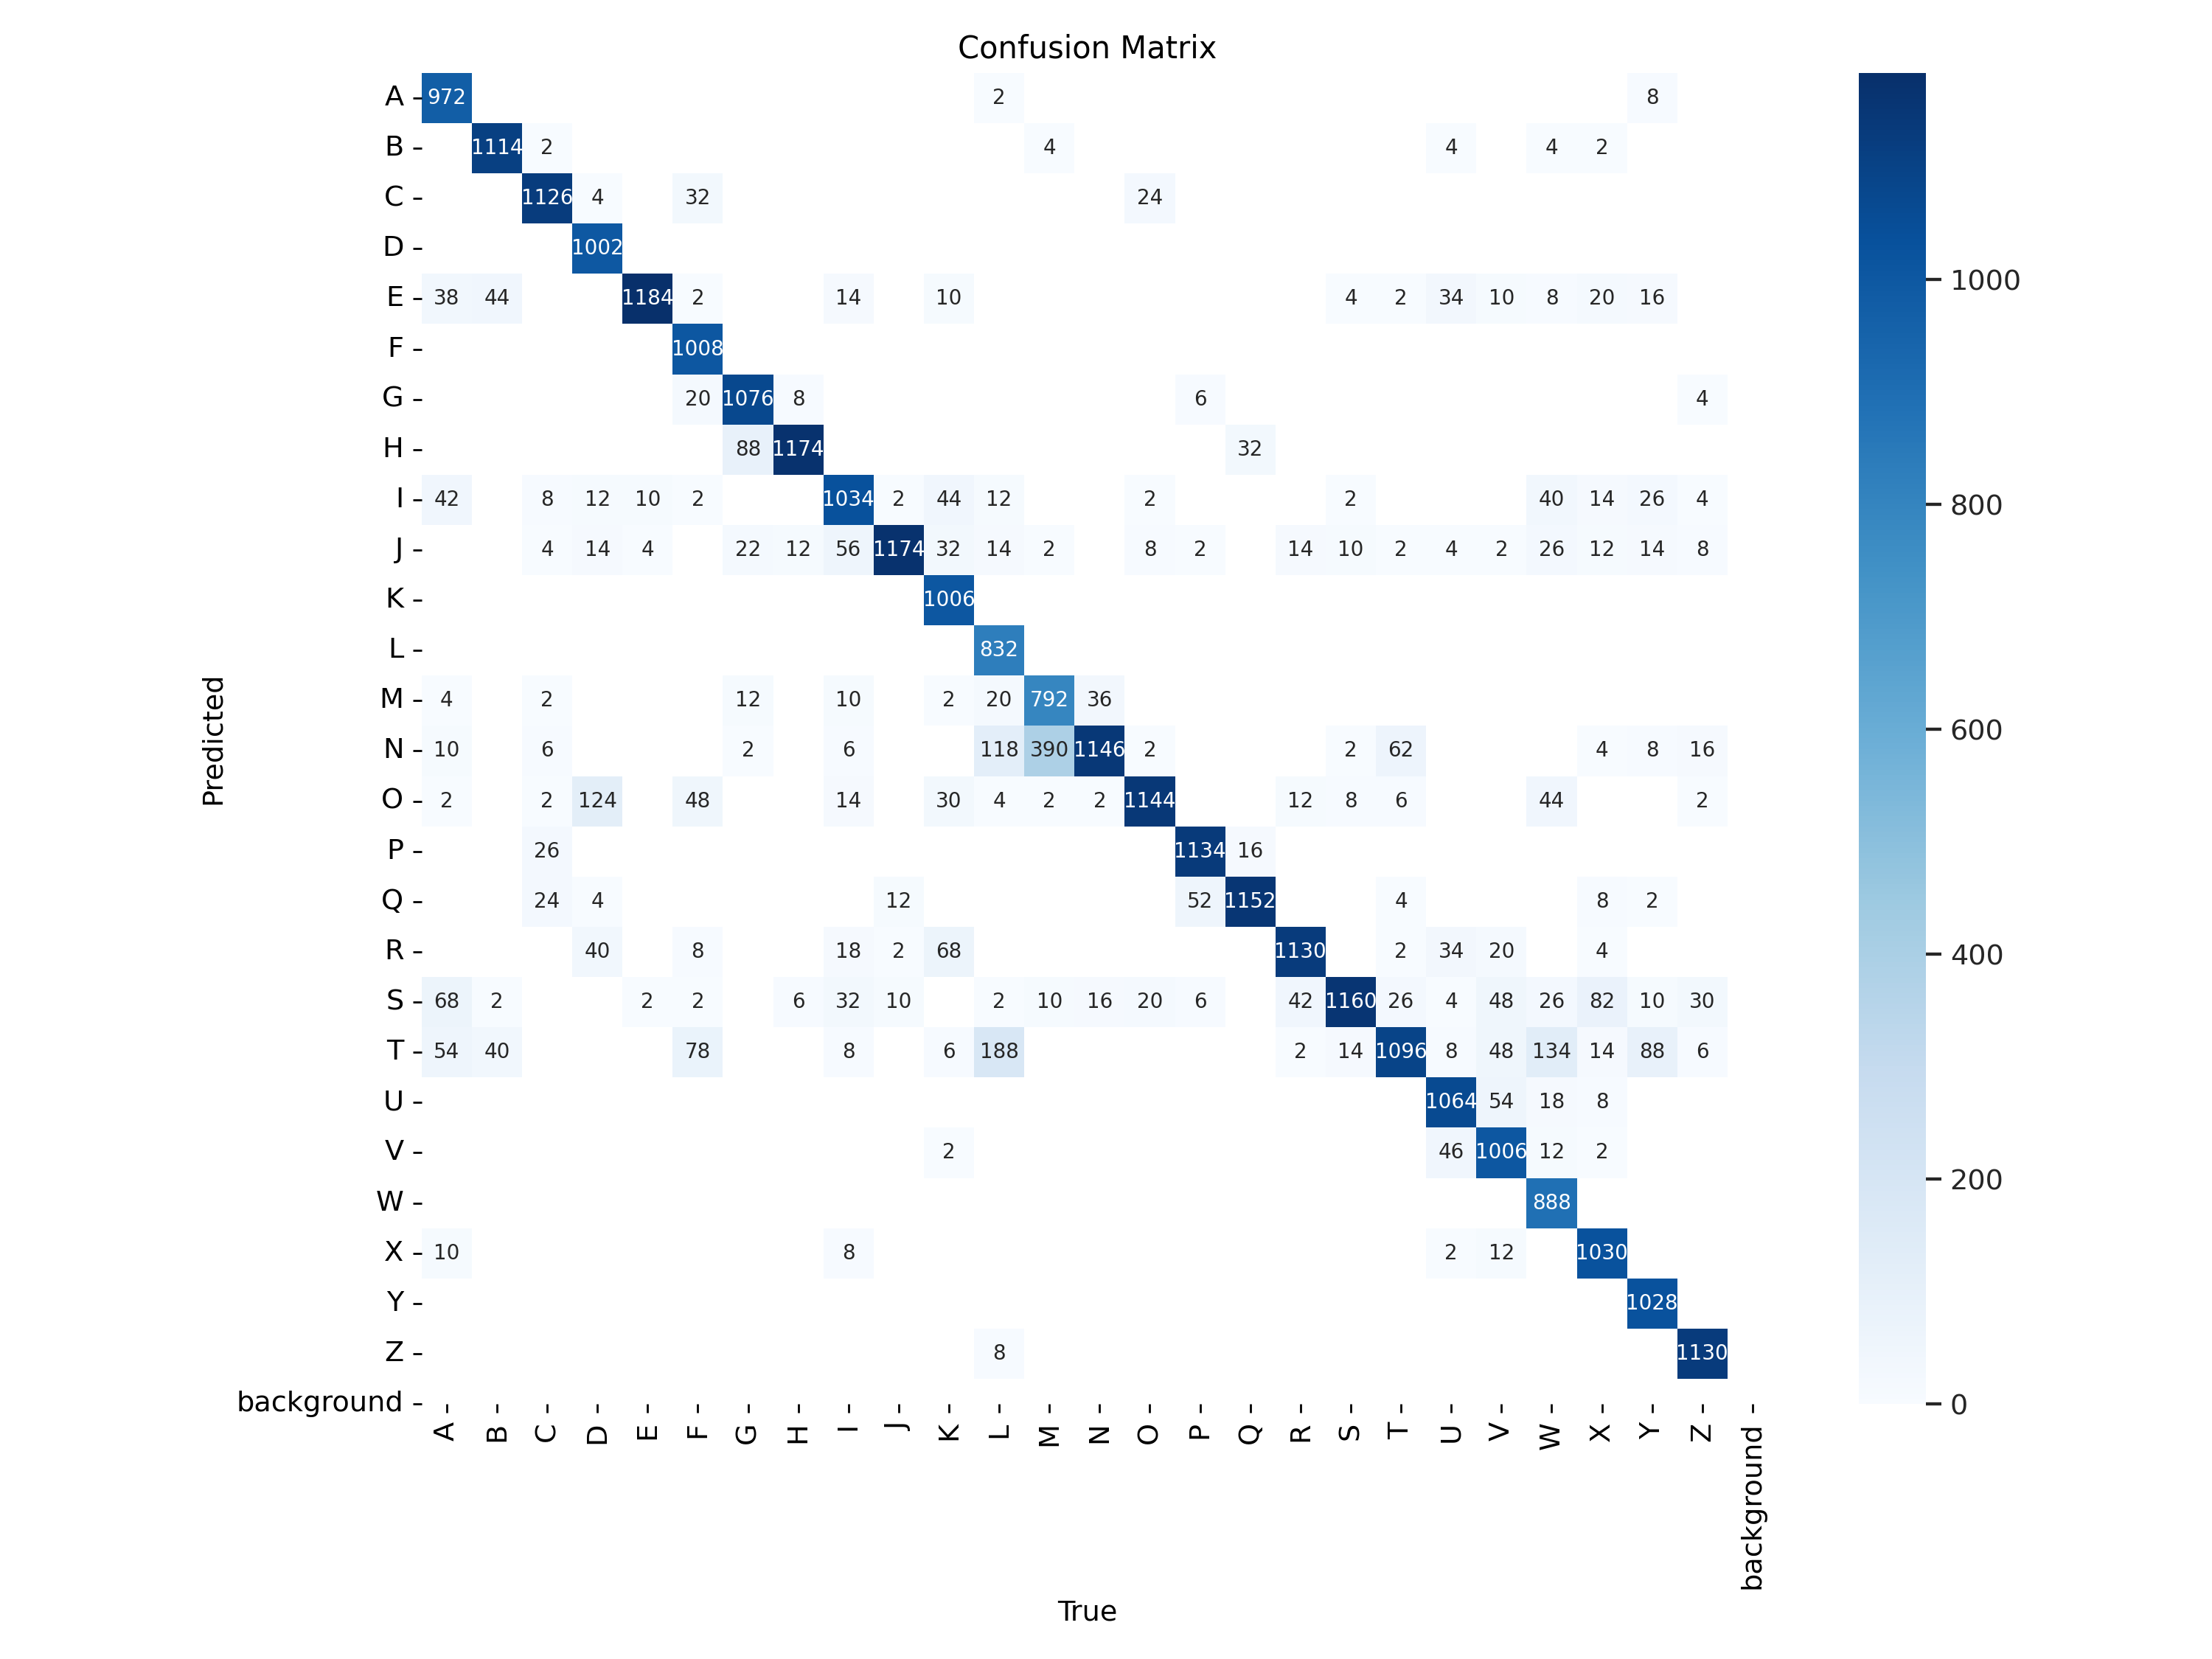 Confusion Matrix
A 972 2 8
B 1114 2 4 4 4 2
C 1126 4 32 24
D 1002
E 38 44 1184 2 14 10 4 2 34 10 8 20 16
1000
F 1008
G 20 1076 8 6 4
H 88 1174 32
I 42 8 12 10 2 1034 2 44 12 2 2 40 14 26 4
800
J 4 14 4 22 12 56 1174 32 14 2 8 2 14 10 2 4 2 26 12 14 8
K 1006
L 832
M 4 2 12 10 2 20 792 36
600
Predicted
N 10 6 2 6 118 390 1146 2 2 62 4 8 16
O 2 2 124 48 14 30 4 2 2 1144 12 8 6 44 2
P 26 1134 16
Q 24 4 12 52 1152 4 8 2
R 40 8 18 2 68 1130 2 34 20 4
400
S 68 2 2 2 6 32 10 2 10 16 20 6 42 1160 26 4 48 26 82 10 30
T 54 40 78 8 6 188 2 14 1096 8 48 134 14 88 6
U 1064 54 18 8
V 2 46 1006 12 2
200
W 888
X 10 8 2 12 1030
Y 1028
Z 8 1130
background
0
A B C D E F G H I J K L M N O P Q R S T U V W X Y Z background
True